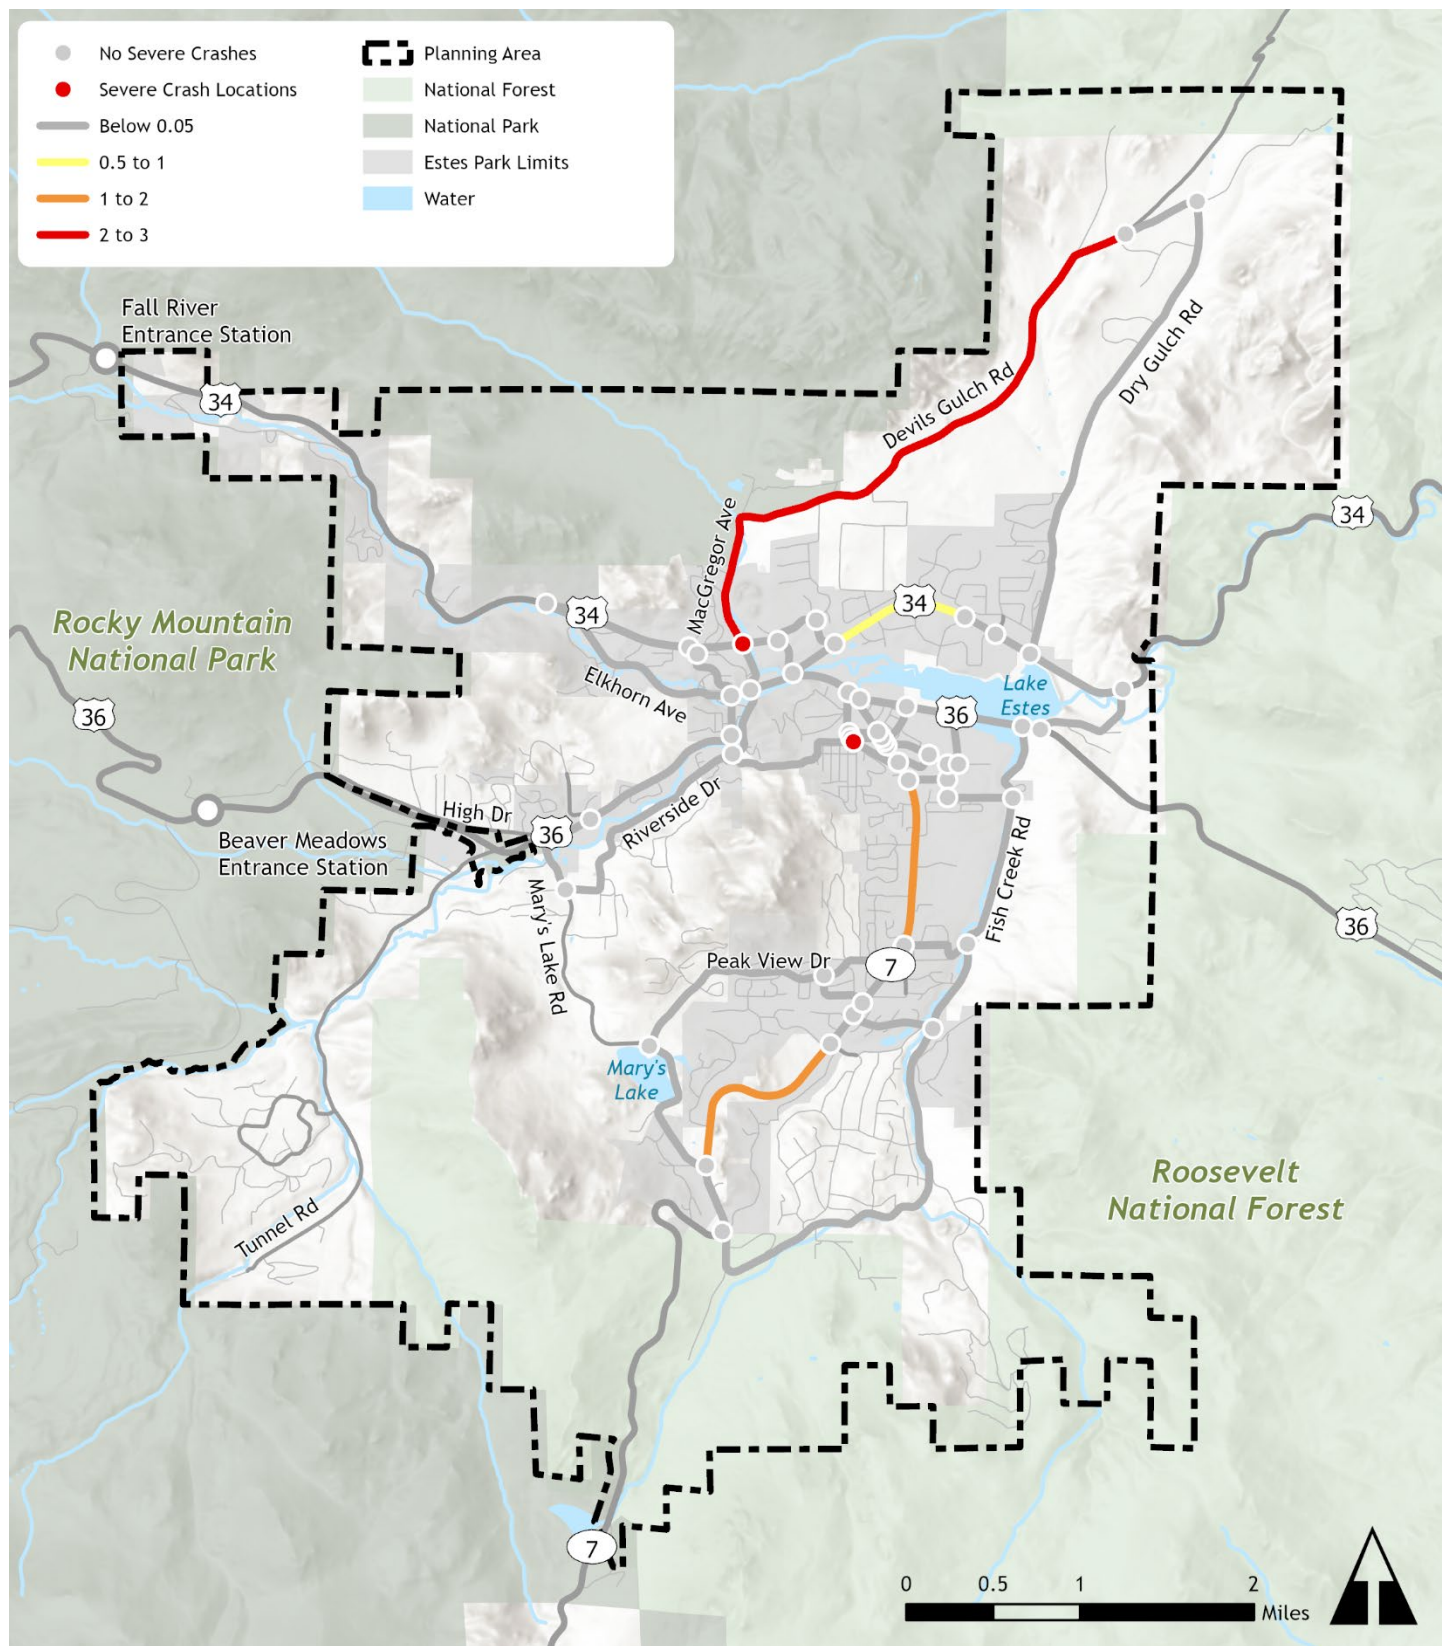 No Severe Crashes
Severe Crash Locations
Below 0.05
0.5 to 1
1 to 2
2 to 3
Planning Area
National Forest
National Park
Estes Park Limits
Water
Fall River
Entrance Station
34
Devils Gulch Rd
Dry Gulch Rd
34
MacGregor Ave
34
34
Rocky Mountain
National Park
Elkhorn Ave
Lake
Estes
36
36
High Dr
36
Riverside Dr
Beaver Meadows
Entrance Station
Mary's Lake Rd
Fish Creek Rd
36
Peak View Dr
7
Mary's
Lake
Roosevelt
National Forest
Tunnel Rd
7
0
0.5
1
2
Miles